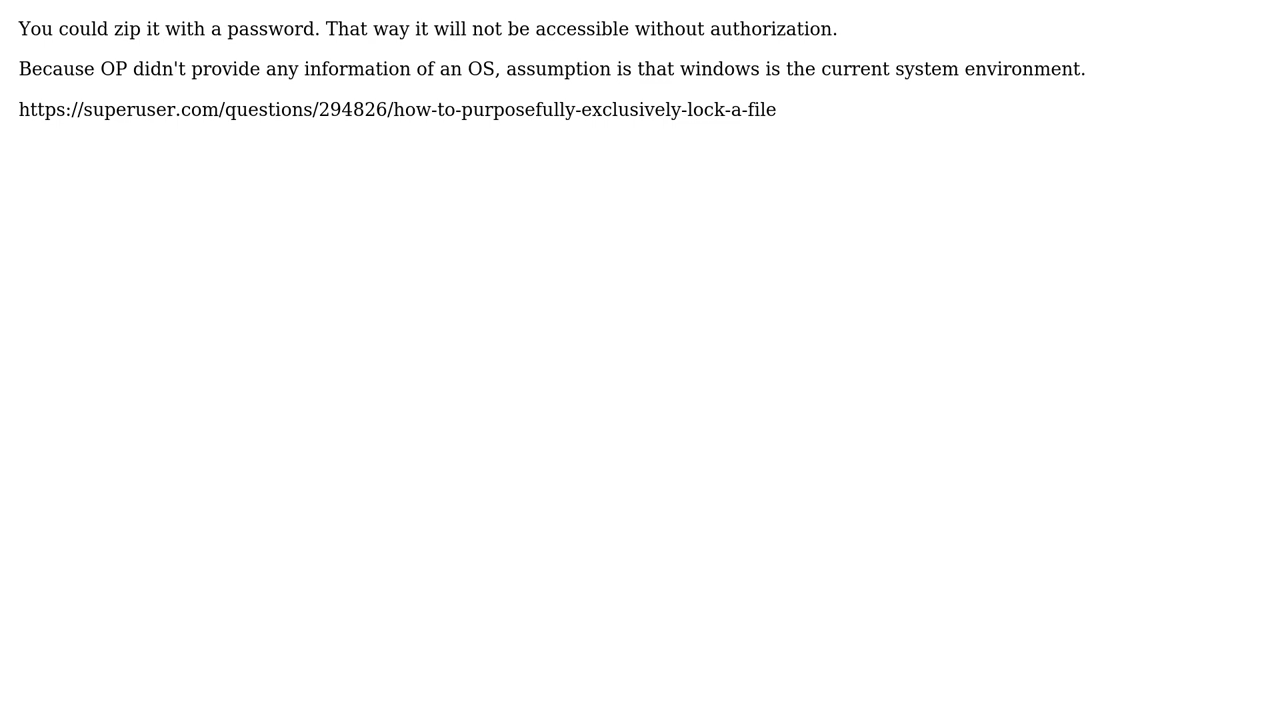 You could zip it with a password. That way it will not be accessible without authorization.
Because OP didn't provide any information of an OS, assumption is that windows is the current system environment.
https://superuser.com/questions/294826/how-to-purposefully-exclusively-lock-a-file